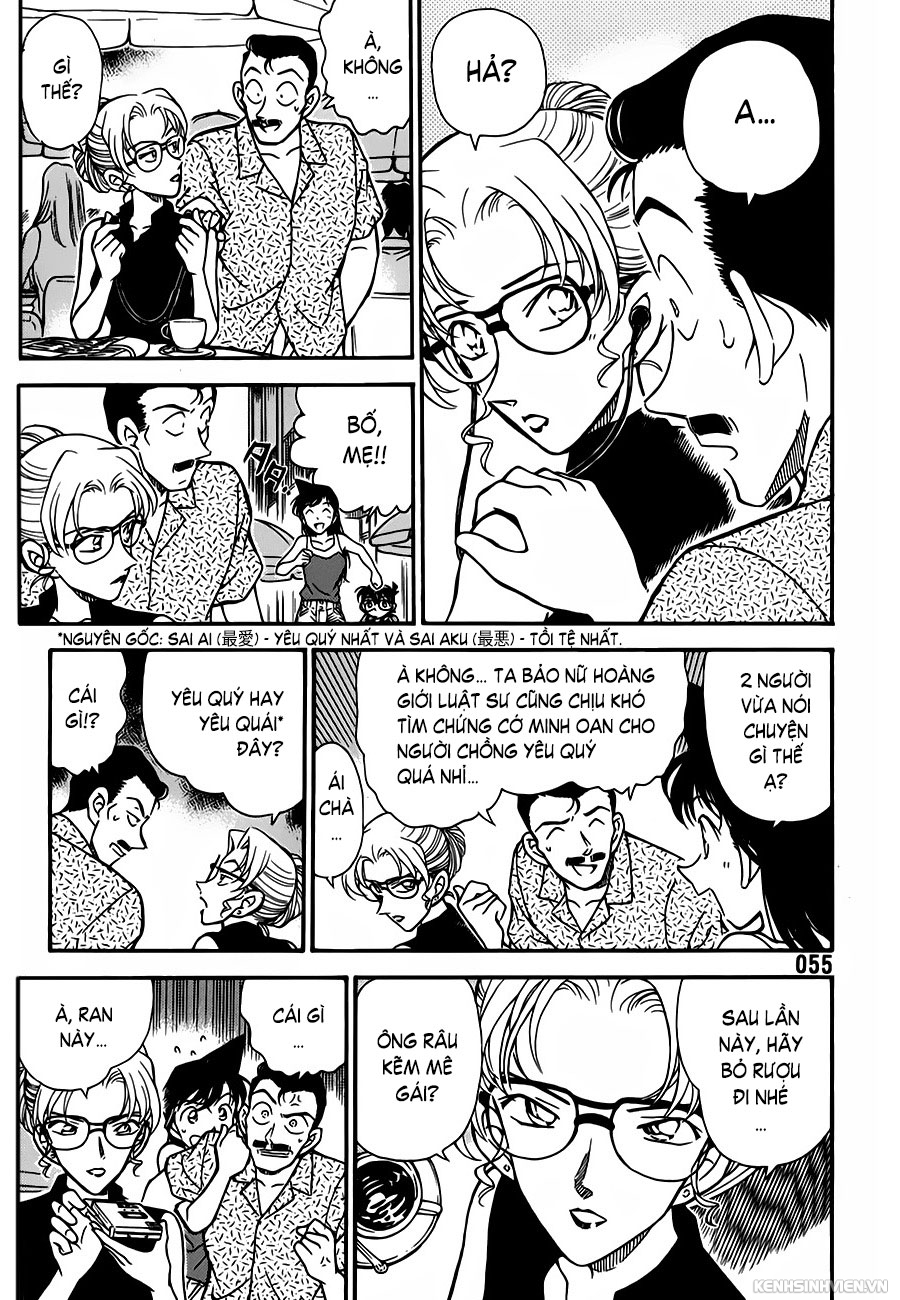 HẢ?
A...
À,
KHÔNG
...
GÌ
THẾ?
BỐ,
MẸ!!
*NGUYÊN GỐC: SAI AI (最愛) - YÊU QUÝ NHẤT VÀ SAI AKU (最悪) - TỒI TỆ NHẤT.
2 NGƯỜI
VỪA NÓI
CHUYỆN
GÌ THẾ
Ạ?
À KHÔNG... TA BẢO NỮ HOÀNG
GIỚI LUẬT SƯ CŨNG CHỊU KHÓ
TÌM CHỨNG CỚ MINH OAN CHO
NGƯỜI CHỒNG YÊU QUÝ
QUÁ NHỈ...
ÁI
CHÀ
...
YÊU QUÝ HAY
YÊU QUÁI*
ĐÂY?
CÁI
GÌ!?
055
SAU LẦN
NÀY, HÃY
BỎ RƯỢU
ĐI NHÉ
...
ÔNG RÂU
KẼM MÊ
GÁI?
CÁI GÌ
...
À, RAN
NÀY...
KENHSINHVIEN.VN